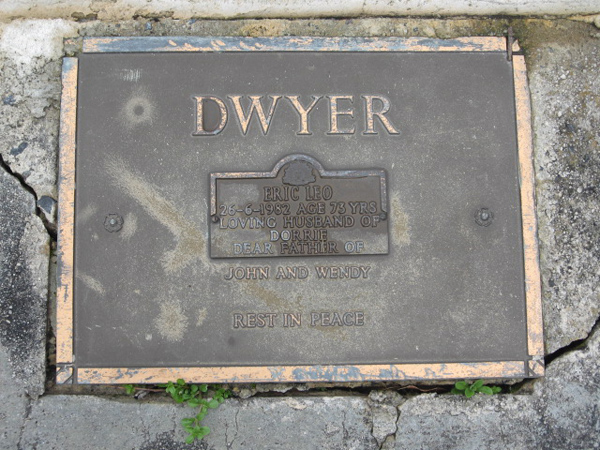 DWYER
ERIC LEO
26-6-1982 AGE 73 YRS
LOVING HUSBAND OF
DORRIE
DEAR FATHER OF
JOHN AND WENDY
REST IN PEACE